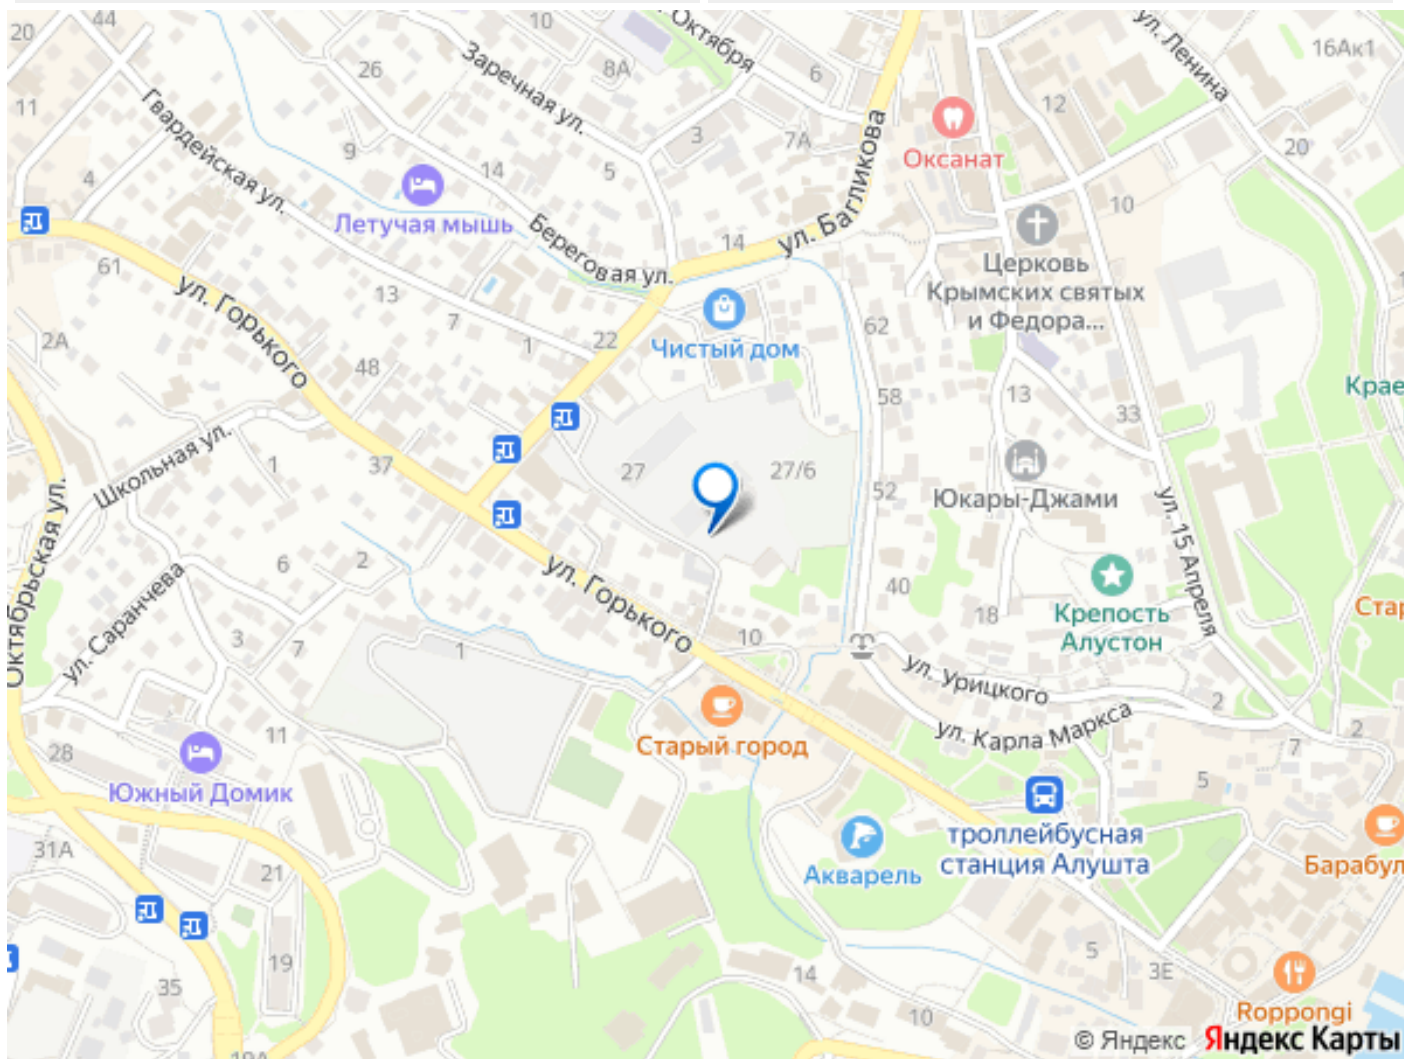 44
20
10
ул. Октября
Заречная ул.
26
8А
6
ул. Ленина
16Ак1
11
Гвардейская ул.
12
Оксанат
9
14
5
3
7А
20
4
Летучая мышь
Береговая ул.
14
ул. Багликова
10
Церковь
Крымских святых
и Федора...
61
ул. Горького
13
7
1
22
Чистый дом
62
2А
48
58
13
33
Крае
Школьная ул.
1
37
27
27/6
52
Юкары-Джами
ул. 15 Апреля
Октябрьская ул.
ул. Саранчева
6
2
ул. Горького
40
18
Крепость
Алустон
Стар
3
7
1
10
ул. Урицкого
2
ул. Карла Маркса
2
7
28
11
Старый город
5
Южный Домик
31А
21
Акварель
троллейбусная
станция Алушта
Барабул
19
35
14
5
3Е
10
Roppongi
19А
© Яндекс Яндекс Карты